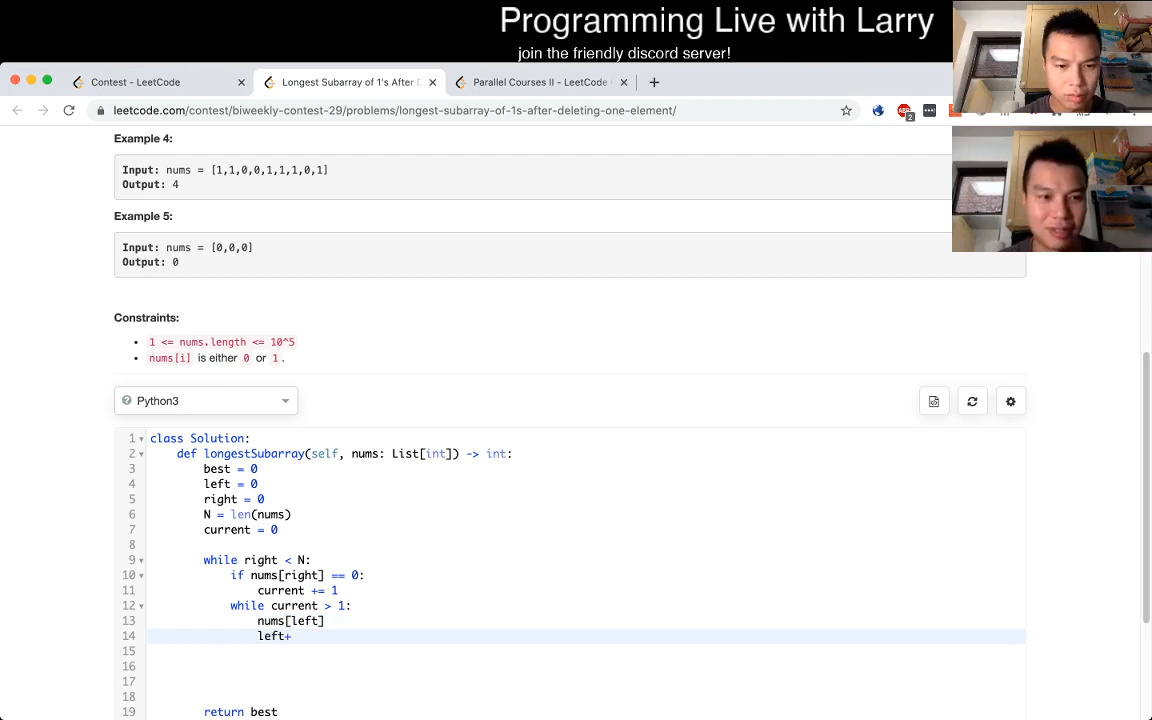 Programming Live with Larry
join the friendly discord server!
Contest - LeetCode
Longest Subarray of 1's After D
Parallel Courses II - LeetCode
leetcode.com/contest/biweekly-contest-29/problems/longest-subarray-of-1s-after-deleting-one-element/
2
Example 4:
Input: nums = [1,1,0,0,1,1,1,0,1]
Output: 4
Example 5:
Input: nums = [0,0,0]
Output: 0
Constraints:
• 1 <= nums.length <= 10^5
• nums[i] is either 0 or 1.
Python3
1 class Solution:
2 def longestSubarray(self, nums: List[int]) -> int:
3 best = 0
4 left = 0
5 right = 0
6 N = len(nums)
7 current = 0
8
9 while right < N:
10 if nums[right] == 0:
11 current += 1
12 while current > 1:
13 nums[left]
14 left+
15
16
17
18
19 return best